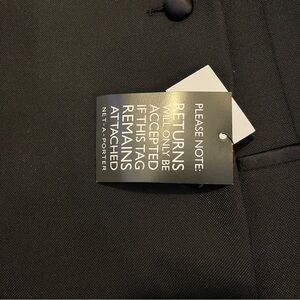 PLEASE NOTE:
RETURNS
WILL ONLY BE
ACCEPTED
IF THIS TAG
REMAINS
ATTACHED
NET-A-PORTER